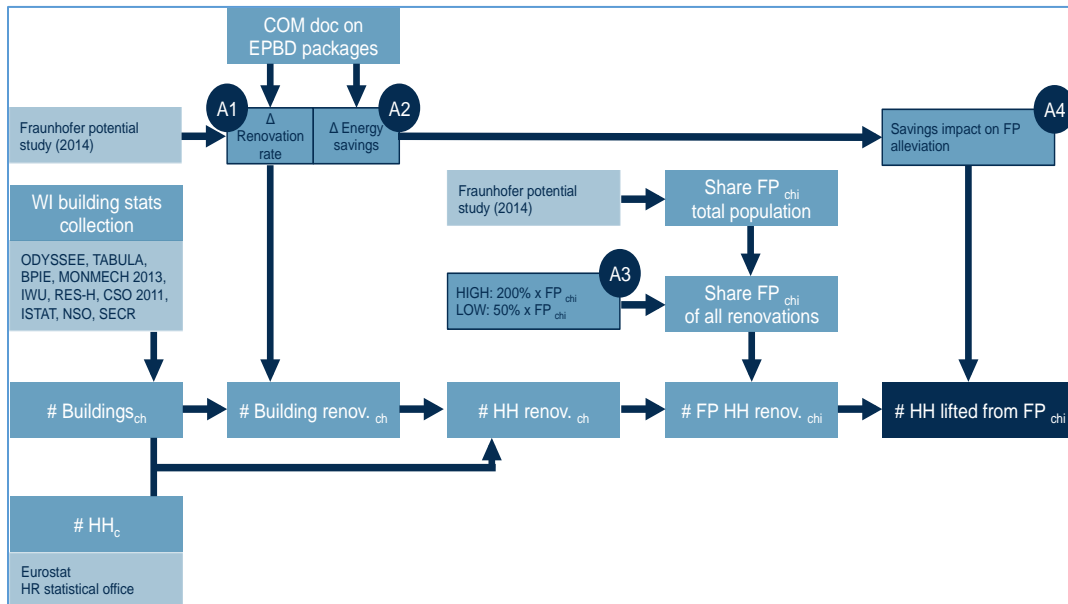 COM doc on
EPBD packages
A1
A2
A4
Δ
Renovation
rate
Δ Energy
savings
Fraunhofer potential
study (2014)
Savings impact on FP
alleviation
WI building stats
collection
ODYSSEE, TABULA,
BPIE, MONMECH 2013,
IWU, RES-H, CSO 2011,
ISTAT, NSO, SECR
Fraunhofer potential
study (2014)
Share FP chi
total population
A3
HIGH: 200% x FP chi
LOW: 50% x FP chi
Share FP chi
of all renovations
# Buildingsch
# Building renov. ch
# HH renov. ch
# FP HH renov. chi
# HH lifted from FP chi
# HHc
Eurostat
HR statistical office